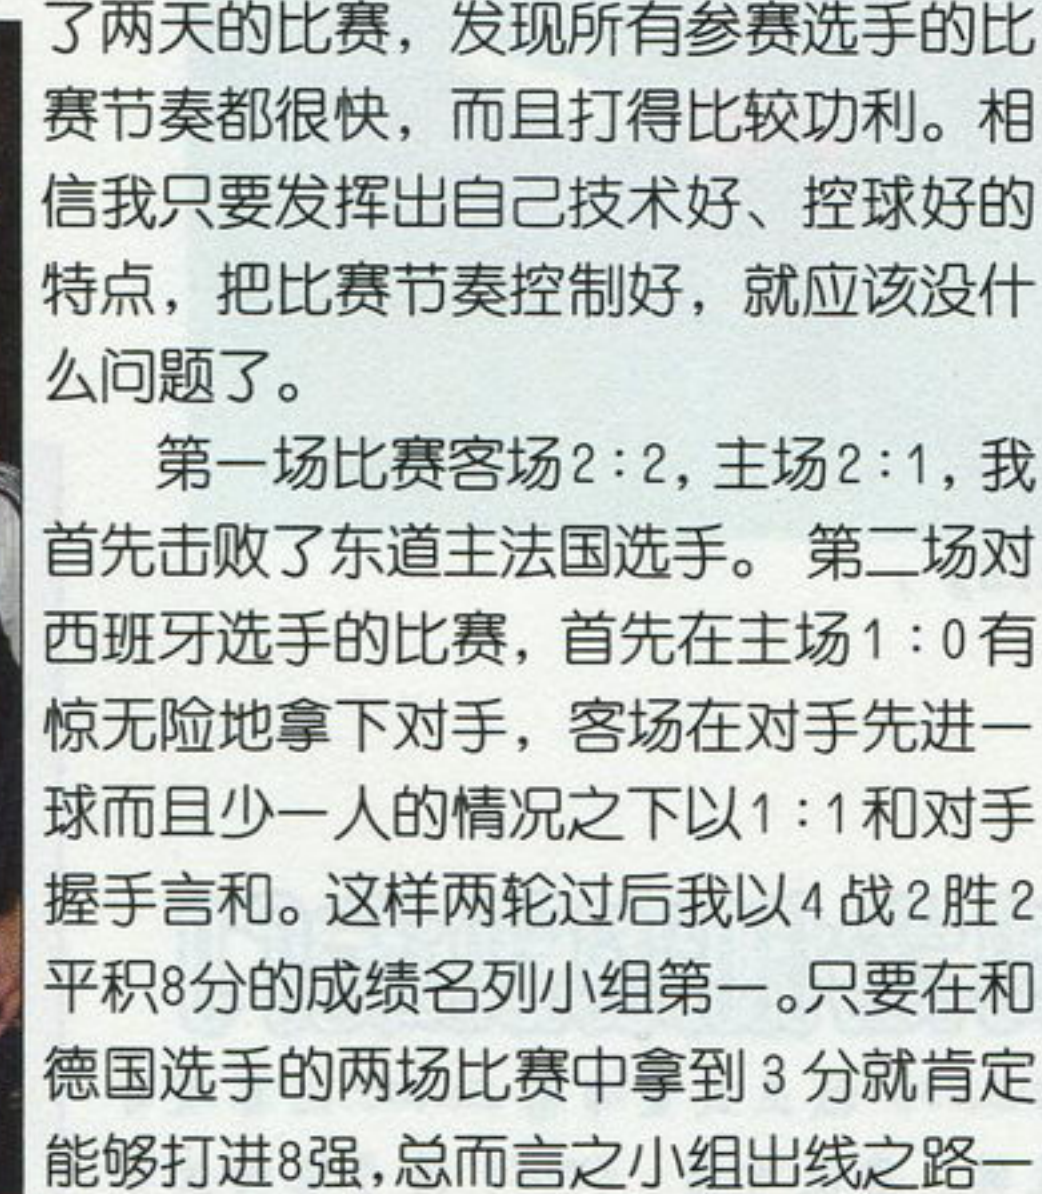 了两天的比赛，发现所有参赛选手的比
赛节奏都很快，而且打得比较功利。相
信我只要发挥出自己技术好、控球好的
特点，把比赛节奏控制好，就应该没什
么问题了。
第一场比赛客场2:2,主场2:1,我
首先击败了东道主法国选手。 第二场对
西班牙选手的比赛，首先在主场1：0有
惊无险地拿下对手，客场在对手先进一
球而且少一人的情况之下以1：1和对手
握手言和。这样两轮过后我以4战2胜2
平积8分的成绩名列小组第一。只要在和
德国选手的两场比赛中拿到3分就肯定
能够打进8强,总而言之小组出线之路一